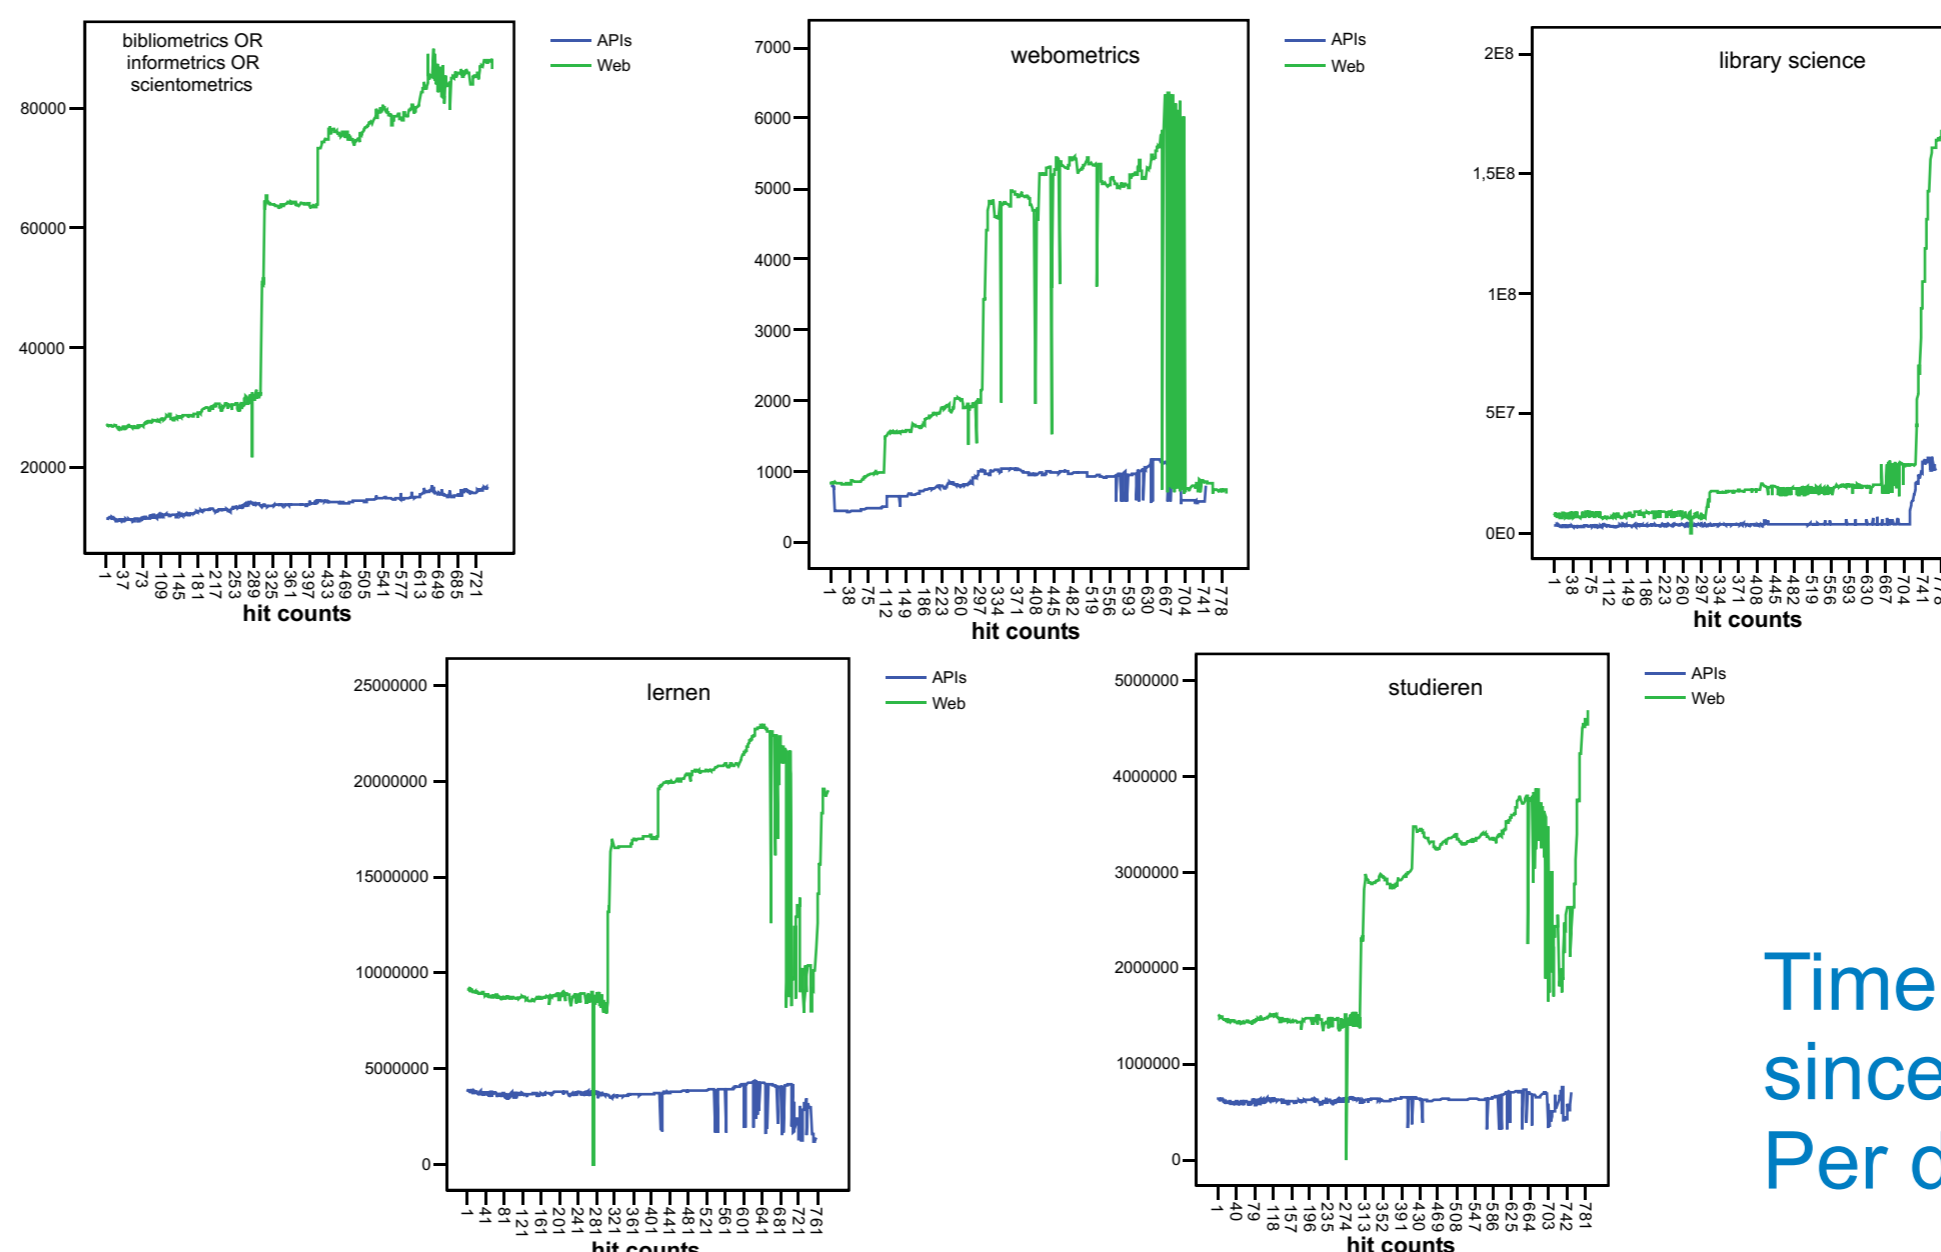 bibliometrics OR
informetrics OR
scientometrics
APIs
Web
80000
60000
40000
20000
1 37 73 109 145 181 217 253 289 325 361 397 433 469 505 541 577 613 649 685 721
hit counts
webometrics
APIs
Web
7000
6000
5000
4000
3000
2000
1000
0
1 38 75 112 149 186 223 260 297 334 371 408 445 482 519 556 593 630 667 704 741 778
hit counts
library science
2E8
1,5E8
1E8
5E7
0E0
1 38 75 112 149 186 223 260 297 334 371 408 445 482 519 556 593 630 667 704 741 778
hit counts
lernen
APIs
Web
25000000
20000000
15000000
10000000
5000000
0
1 41 81 121 161 201 241 281 321 361 401 441 481 521 561 601 641 681 721 761
hit counts
studieren
APIs
Web
5000000
4000000
3000000
2000000
1000000
0
1 40 79 118 157 196 235 274 313 352 391 430 469 508 547 586 625 664 703 742 781
hit counts
Time
since
Per d